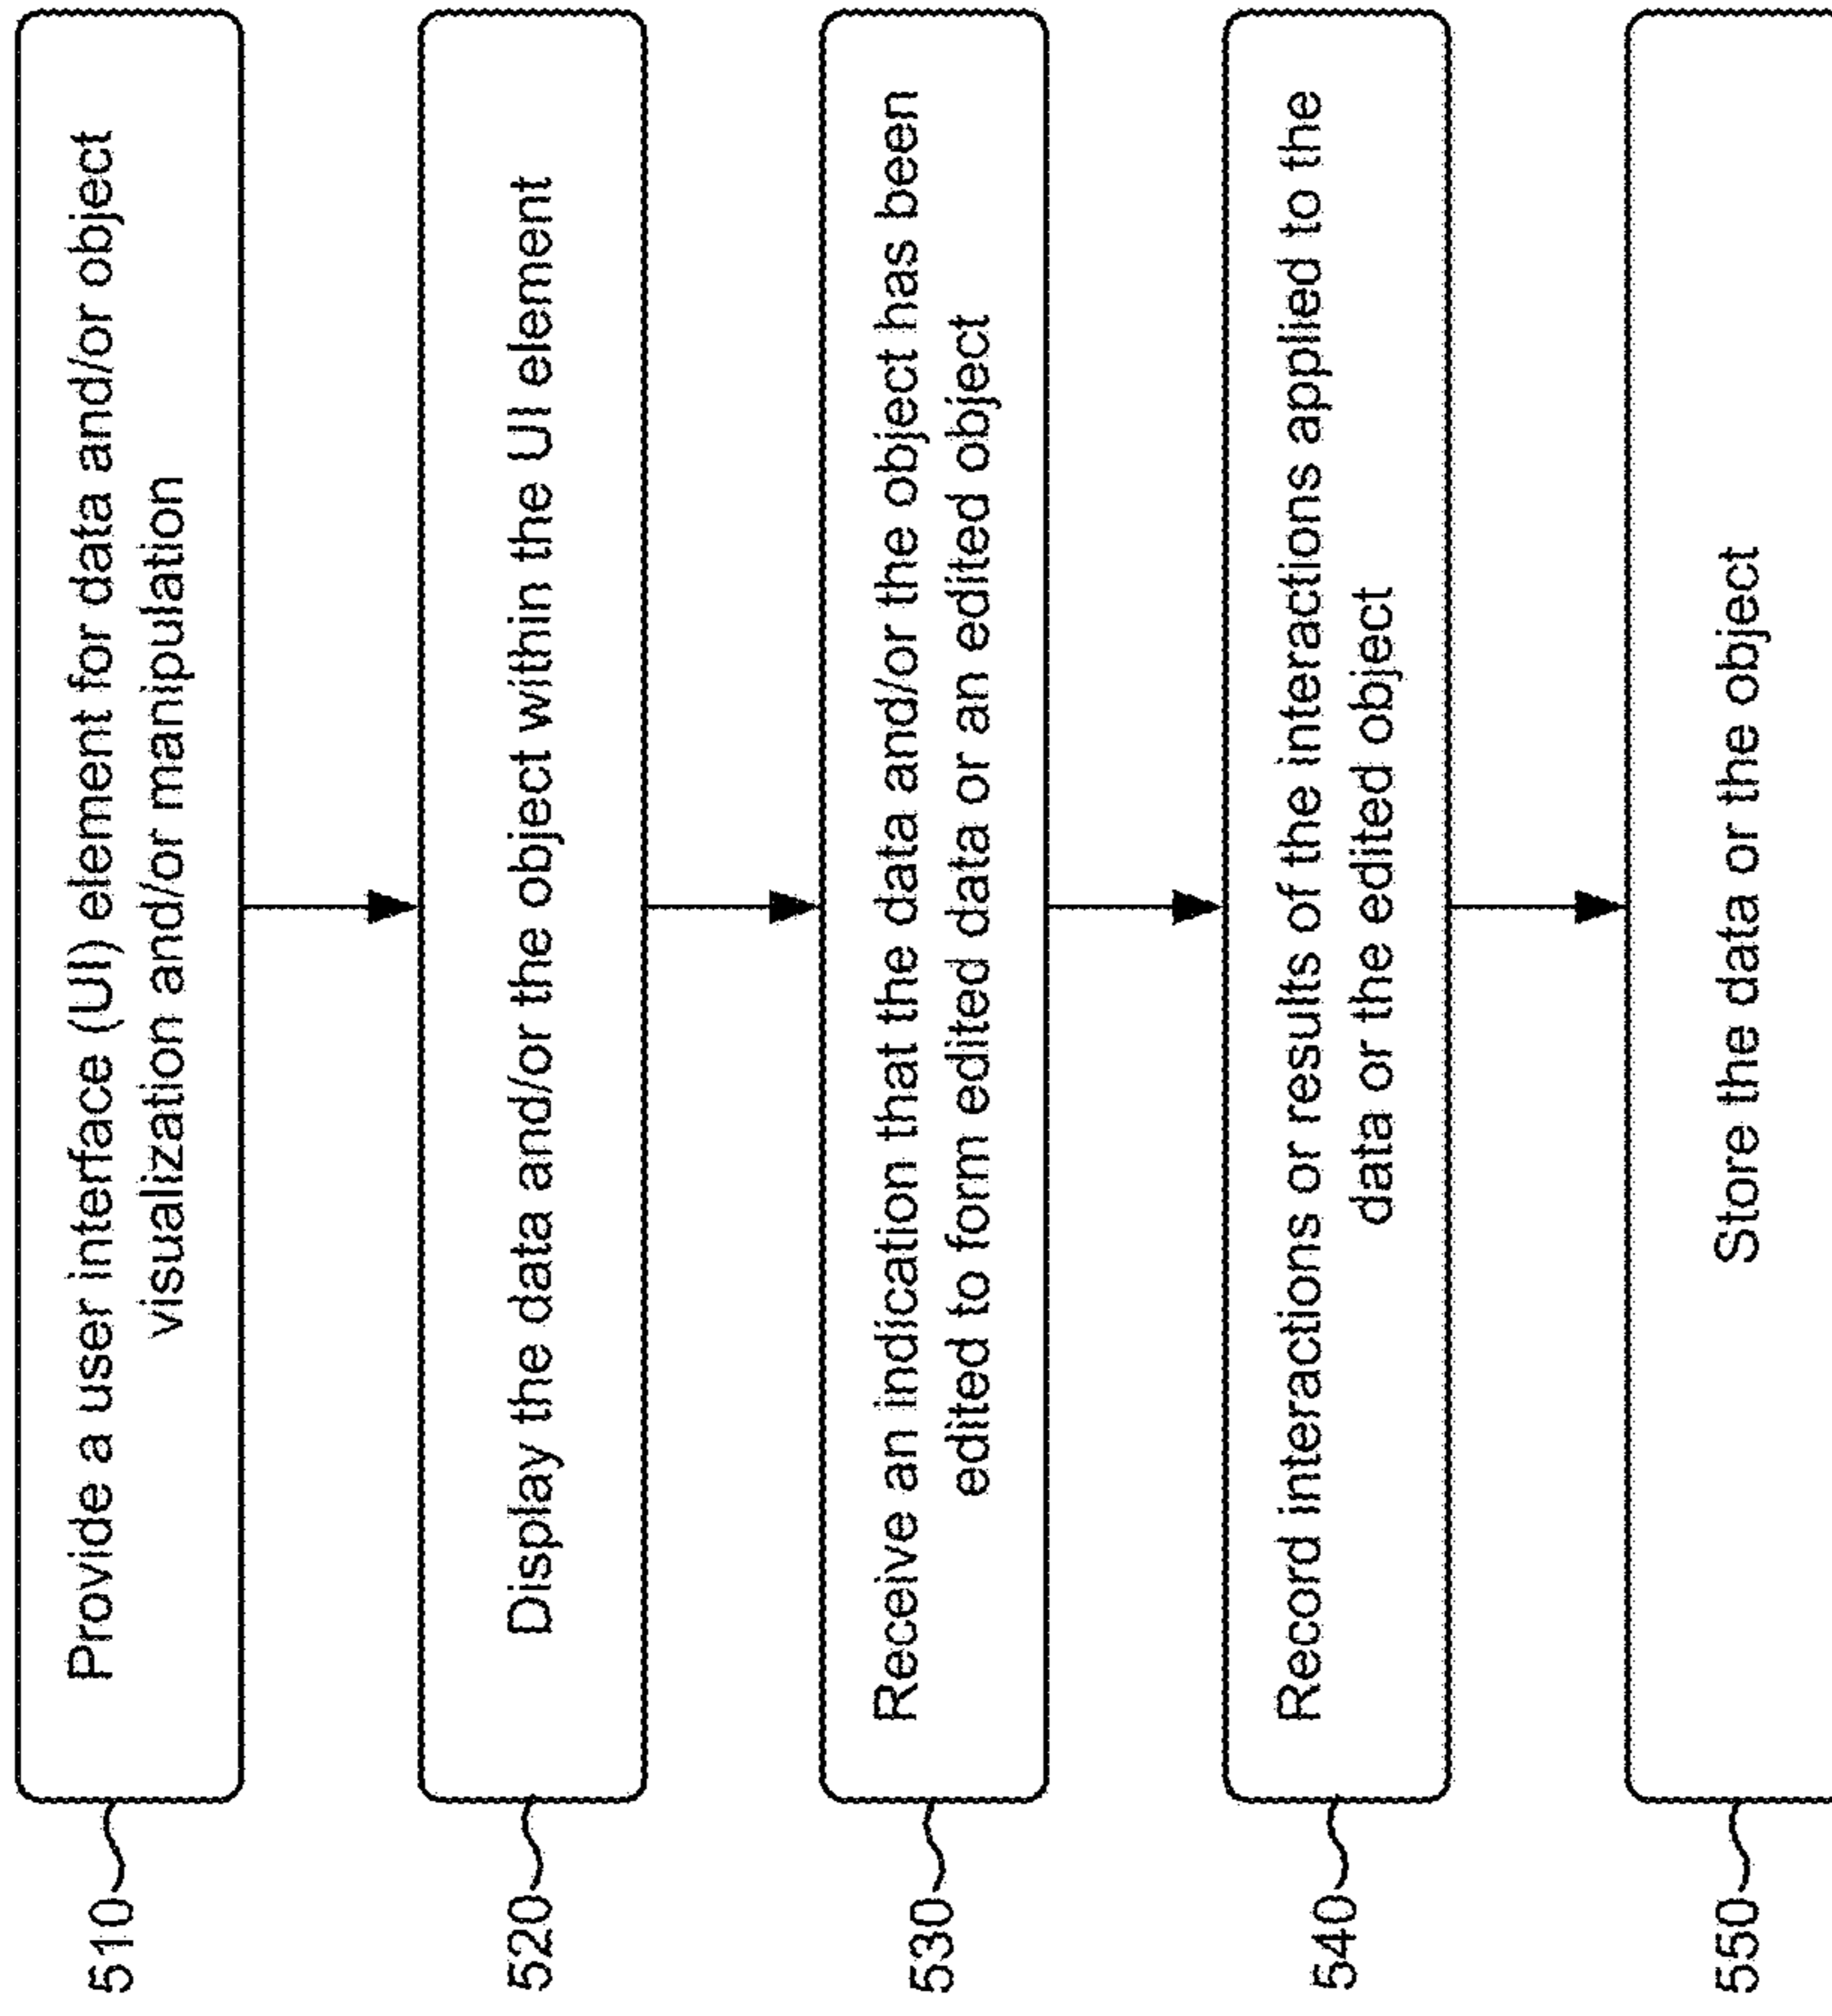 510
Provide a user interface (UI) element for data and/or object
visualization and/or manipulation
520
Display the data and/or the object within the UI element
530
Receive an indication that the data and/or the object has been
edited to form edited data or an edited object
540
Record interactions or results of the interactions applied to the
data or the edited object
550
Store the data or the object